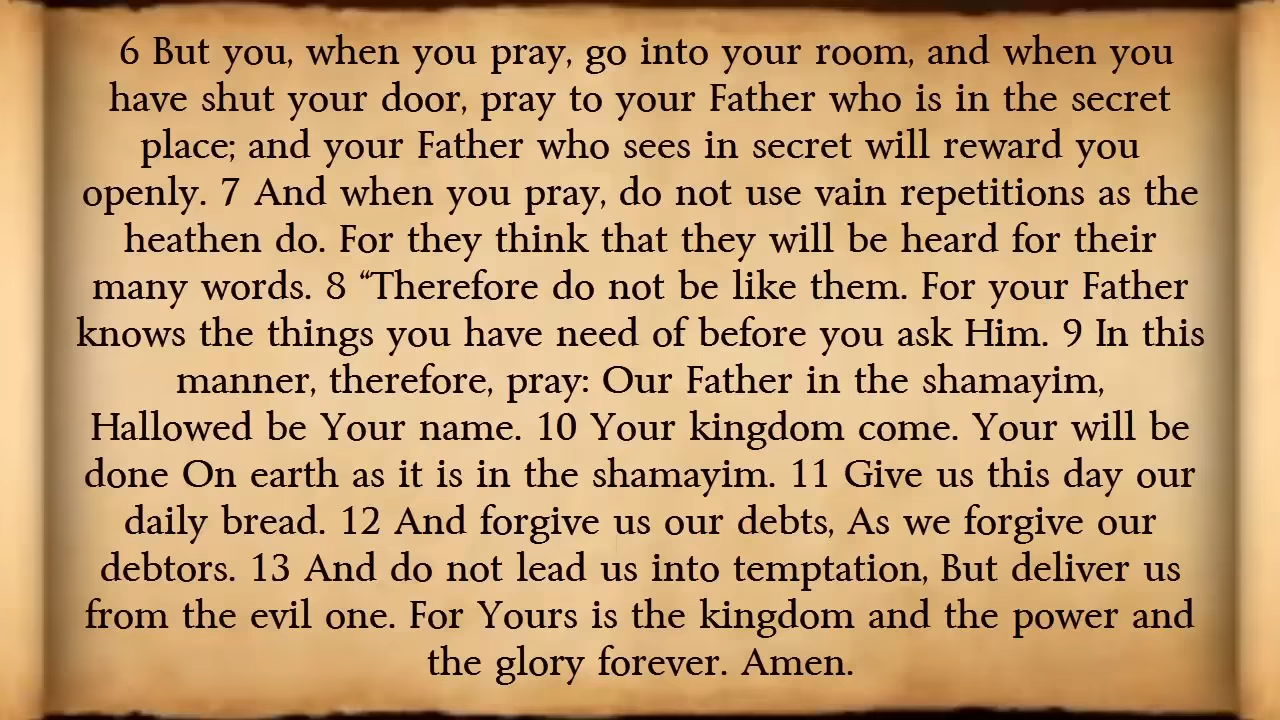 6 But you, when you pray, go into your room, and when you
have shut your door, pray to your Father who is in the secret
place; and your Father who sees in secret will reward you
openly. 7 And when you pray, do not use vain repetitions as the
heathen do. For they think that they will be heard for their
many words. 8 “Therefore do not be like them. For your Father
knows the things you have need of before you ask Him. 9 In this
manner, therefore, pray: Our Father in the shamayim,
Hallowed be Your name. 10 Your kingdom come. Your will be
done On earth as it is in the shamayim. 11 Give us this day our
daily bread. 12 And forgive us our debts, As we forgive our
debtors. 13 And do not lead us into temptation, But deliver us
from the evil one. For Yours is the kingdom and the power and
the glory forever. Amen.